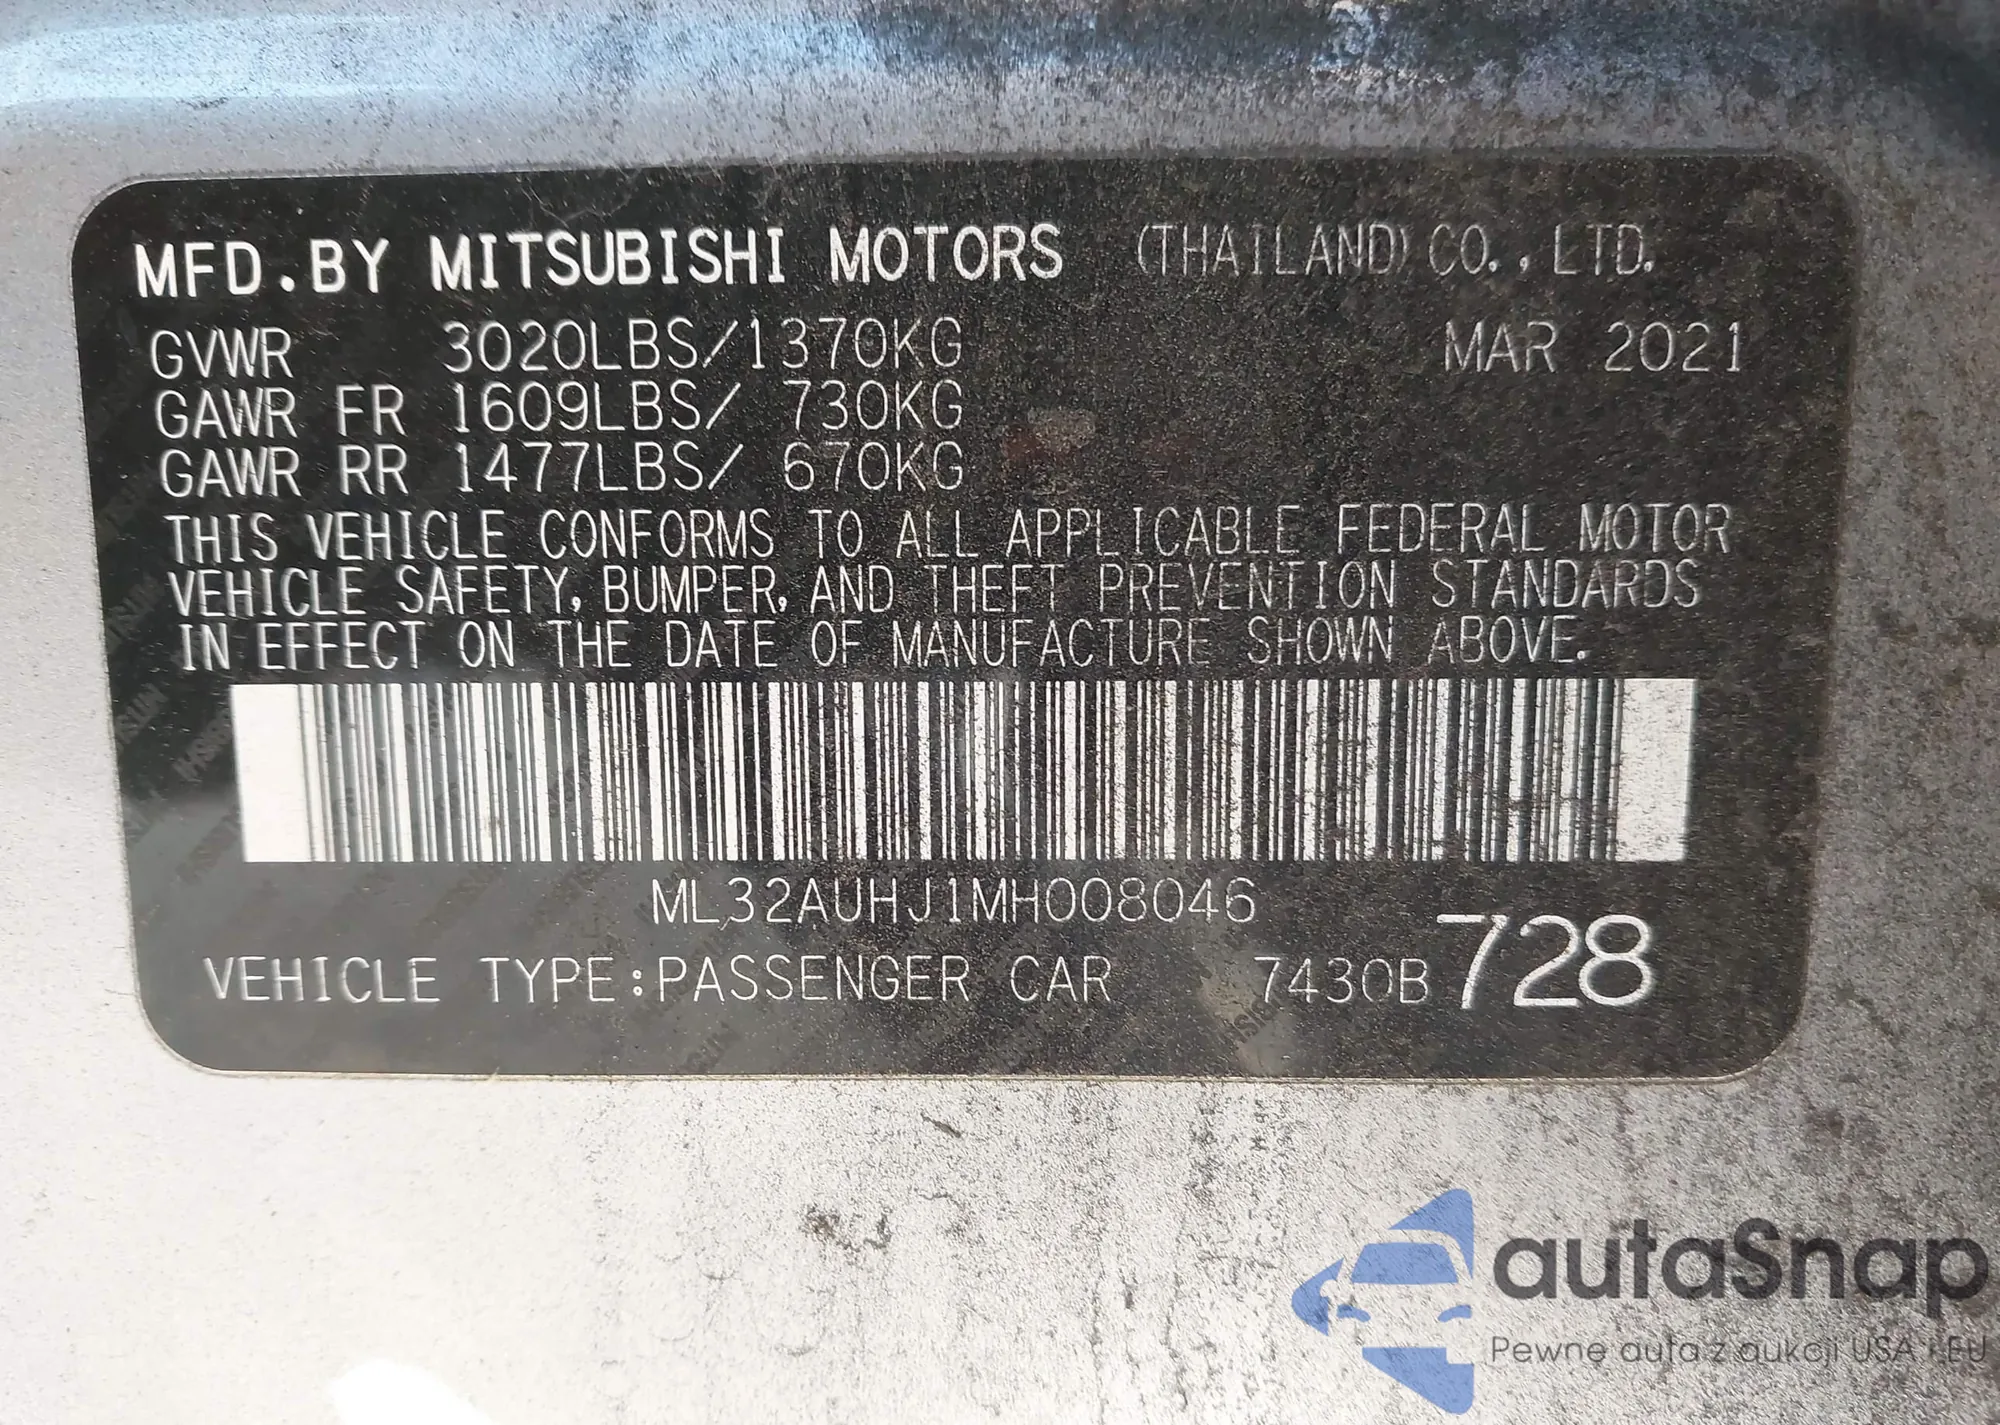 MFD.BY MITSUBISHI MOTORS (THAILAND) CO.,LTD.
GVWR 3020LBS/1370KG MAR 2021
GAWR FR 1609LBS/ 730KG
GAWR RR 1477LBS/ 670KG
THIS VEHICLE CONFORMS TO ALL APPLICABLE FEDERAL MOTOR
VEHICLE SAFETY, BUMPER, AND THEFT PREVENTION STANDARDS
IN EFFECT ON THE DATE OF MANUFACTURE SHOWN ABOVE.
ML32AUHJ1MH008046
VEHICLE TYPE:PASSENGER CAR 7430B 728
autaSnap
Pewne auta z aukcji USA i EU